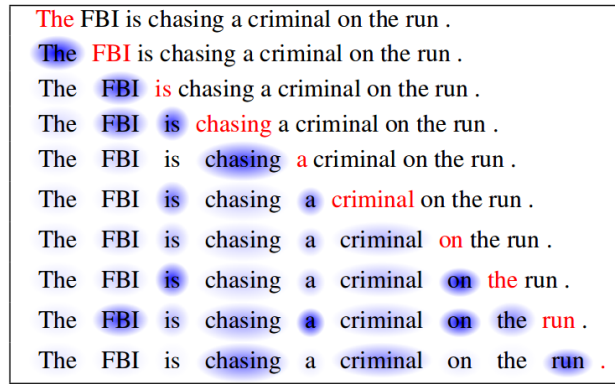 The FBI is chasing a criminal on the run .
The FBI is chasing a criminal on the run .
The FBI is chasing a criminal on the run .
The FBI is chasing a criminal on the run .
The FBI is chasing a criminal on the run .
The FBI is chasing a criminal on the run .
The FBI is chasing a criminal on the run .
The FBI is chasing a criminal on the run .
The FBI is chasing a criminal on the run .
The FBI is chasing a criminal on the run .